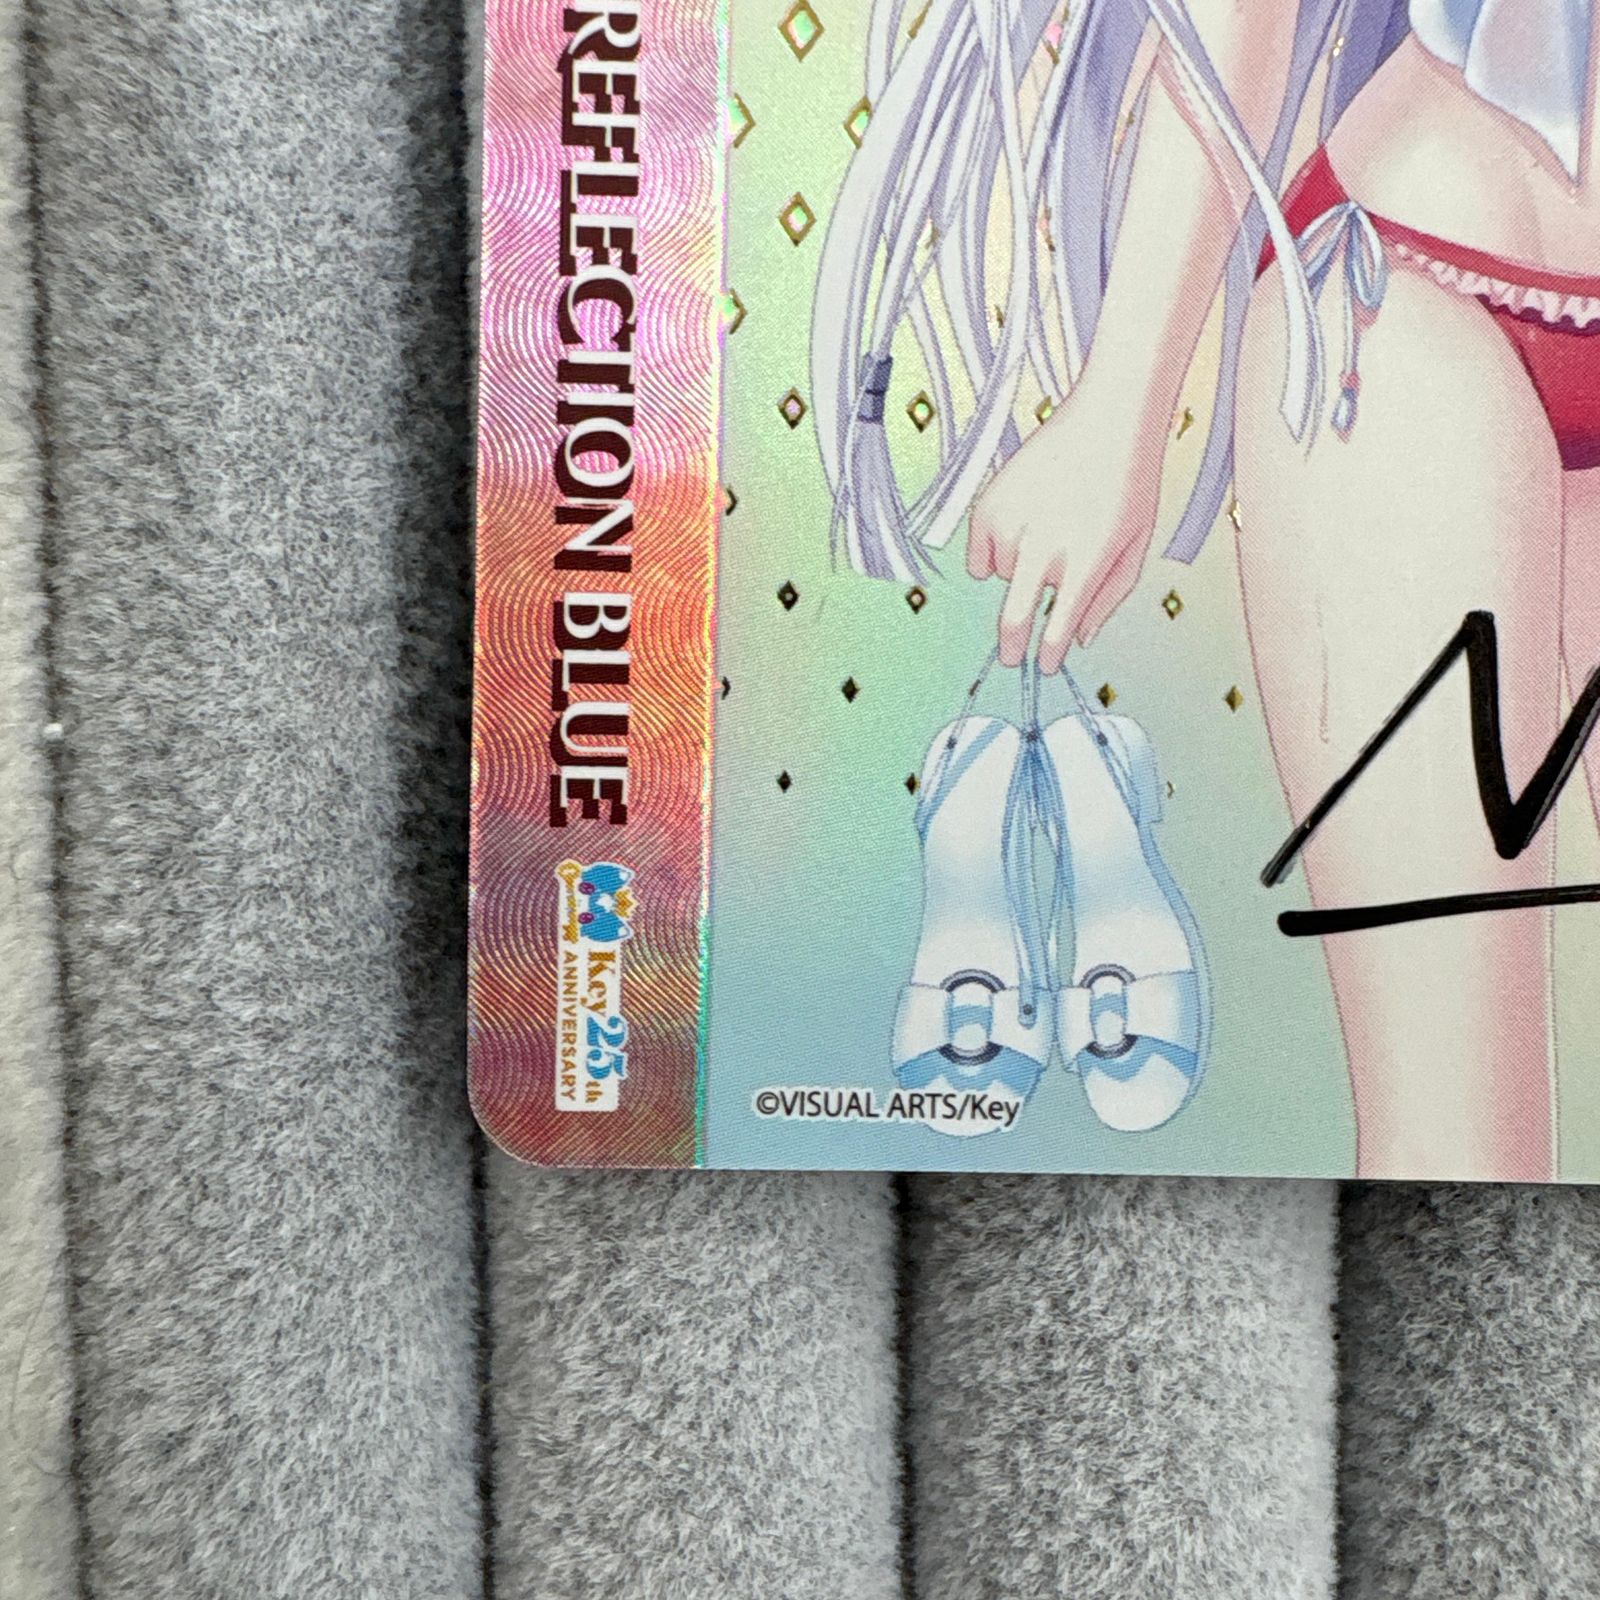 REFLECTION BLUE
Key 25th
ANNIVERSARY
©VISUAL ARTS/Key